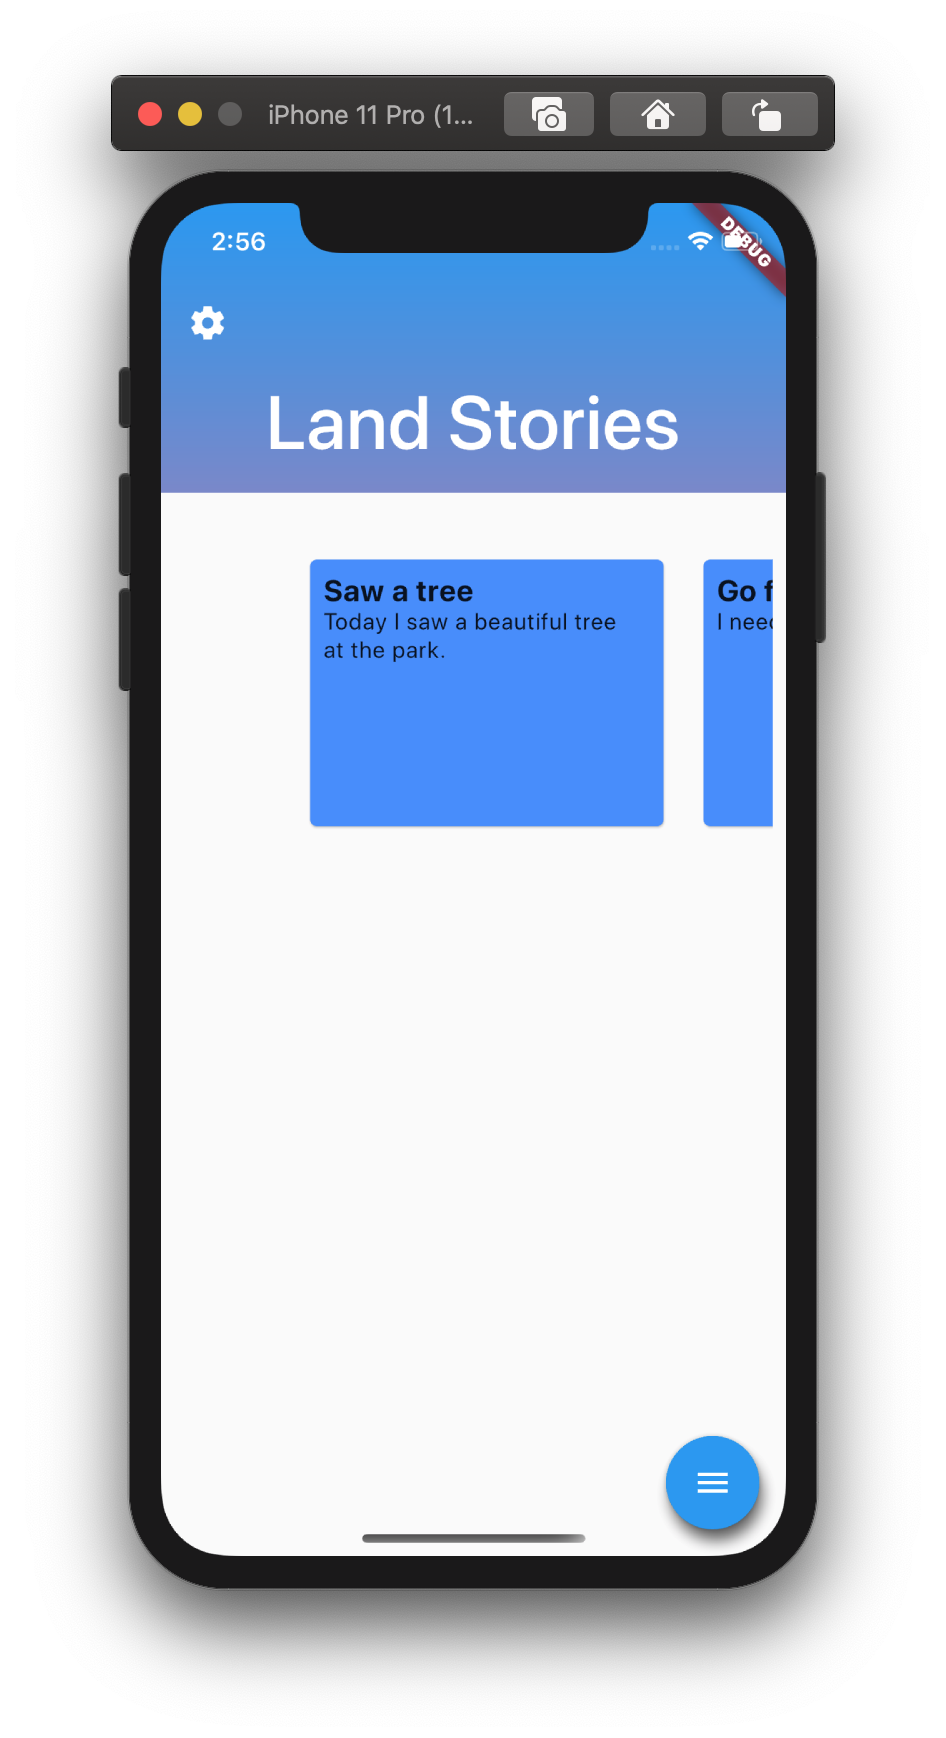 iPhone 11 Pro (1...
2:56
DEBUG
Land Stories
Saw a tree
Today I saw a beautiful tree
at the park.
Go
I need